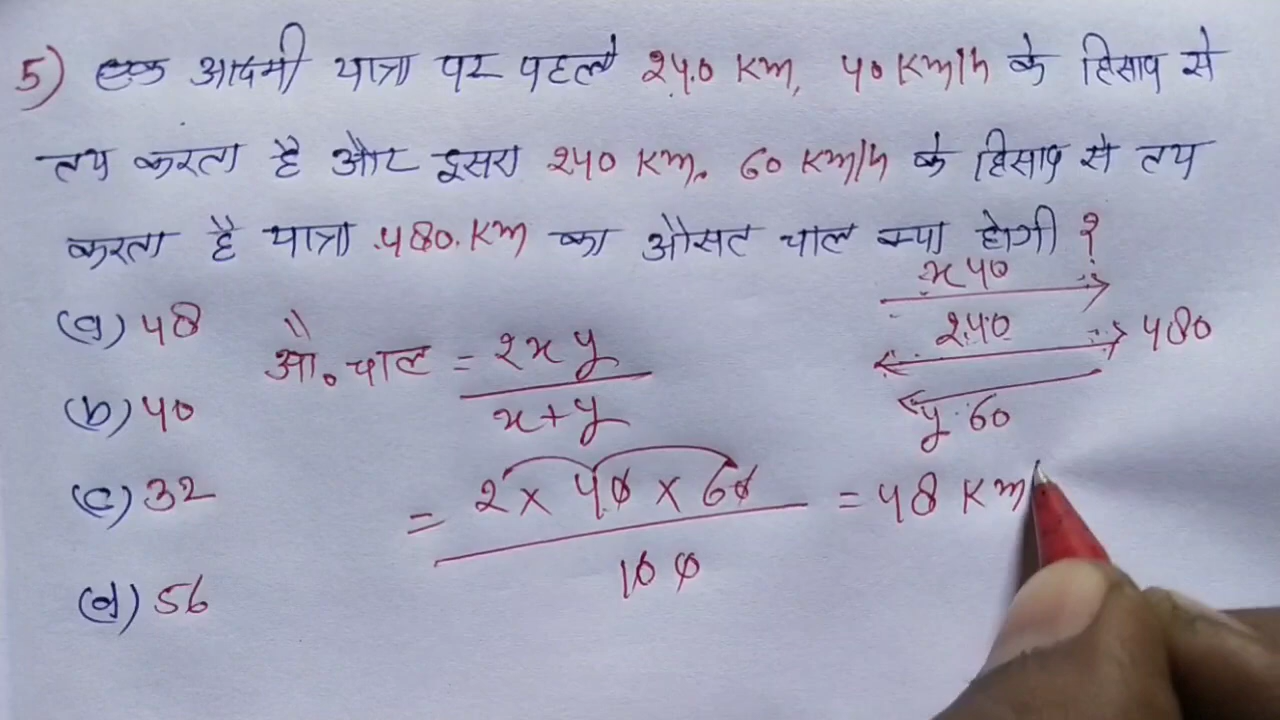 5) एक आदमी यात्रा पर पहले 240 Km, 40 Km/h के हिसाब से
तय करता है और दूसरा 240 Km. 60 Km/h के हिसाब से तय
करता है यात्रा 480 Km का औसत चाल क्या होगी ?
(a) 48
(b) 40
(c) 32
(d) 56
औ. चाल = 2xy
x+y
= 2 × 40 × 60 = 48 Km
100
x 40
240
480
y 60